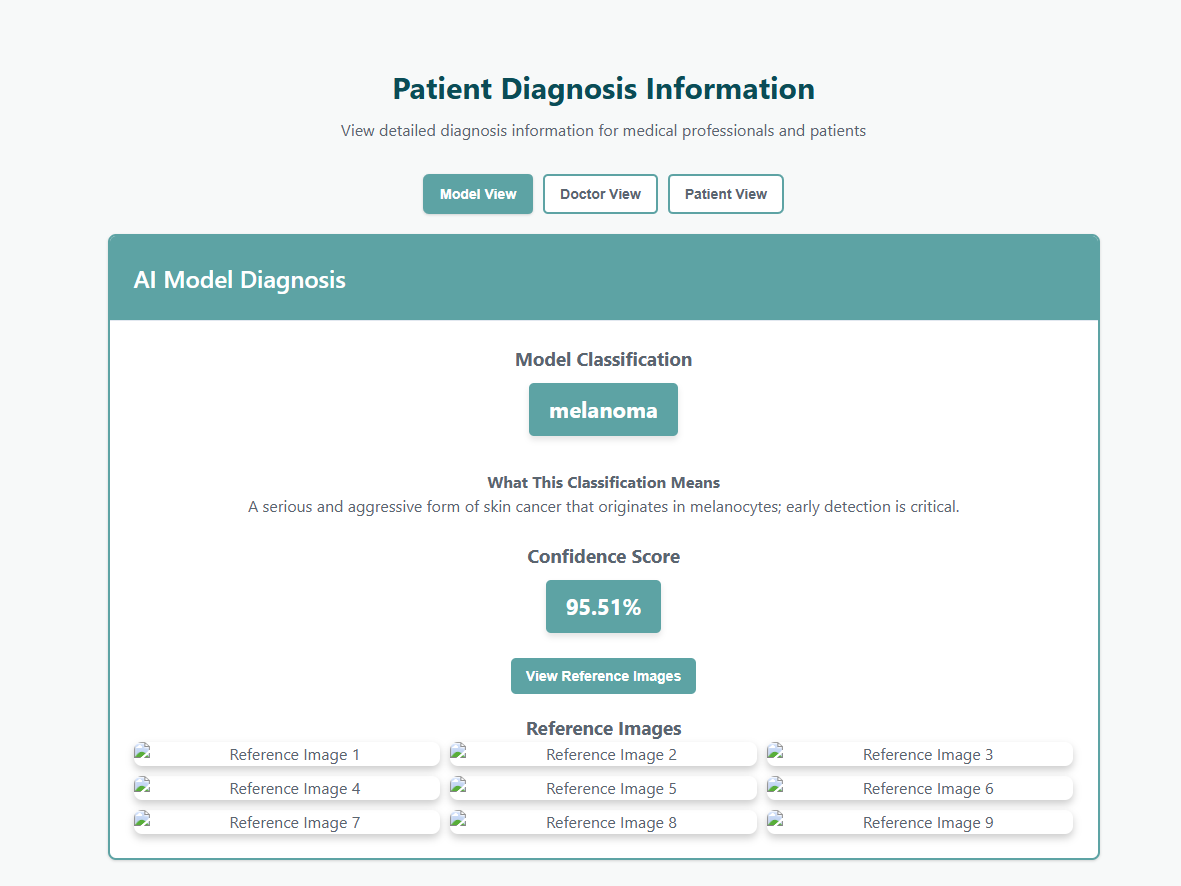 Patient Diagnosis Information
View detailed diagnosis information for medical professionals and patients
Model View
Doctor View
Patient View
AI Model Diagnosis
Model Classification
melanoma
What This Classification Means
A serious and aggressive form of skin cancer that originates in melanocytes; early detection is critical.
Confidence Score
95.51%
View Reference Images
Reference Images
Reference Image 1
Reference Image 2
Reference Image 3
Reference Image 4
Reference Image 5
Reference Image 6
Reference Image 7
Reference Image 8
Reference Image 9